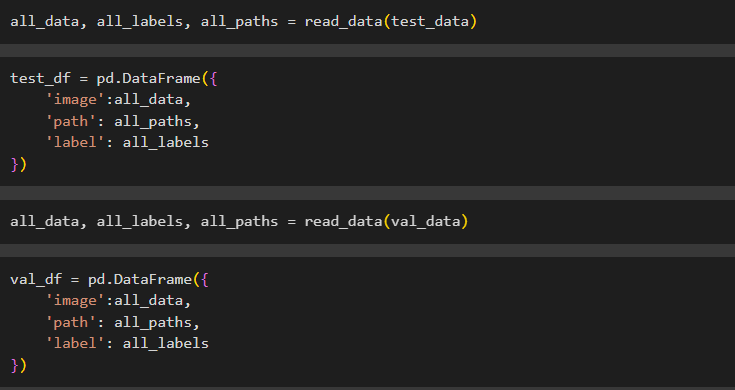 all_data, all_labels, all_paths = read_data(test_data)
test_df = pd.DataFrame({
    'image':all_data,
    'path': all_paths,
    'label': all_labels
})
all_data, all_labels, all_paths = read_data(val_data)
val_df = pd.DataFrame({
    'image':all_data,
    'path': all_paths,
    'label': all_labels
})